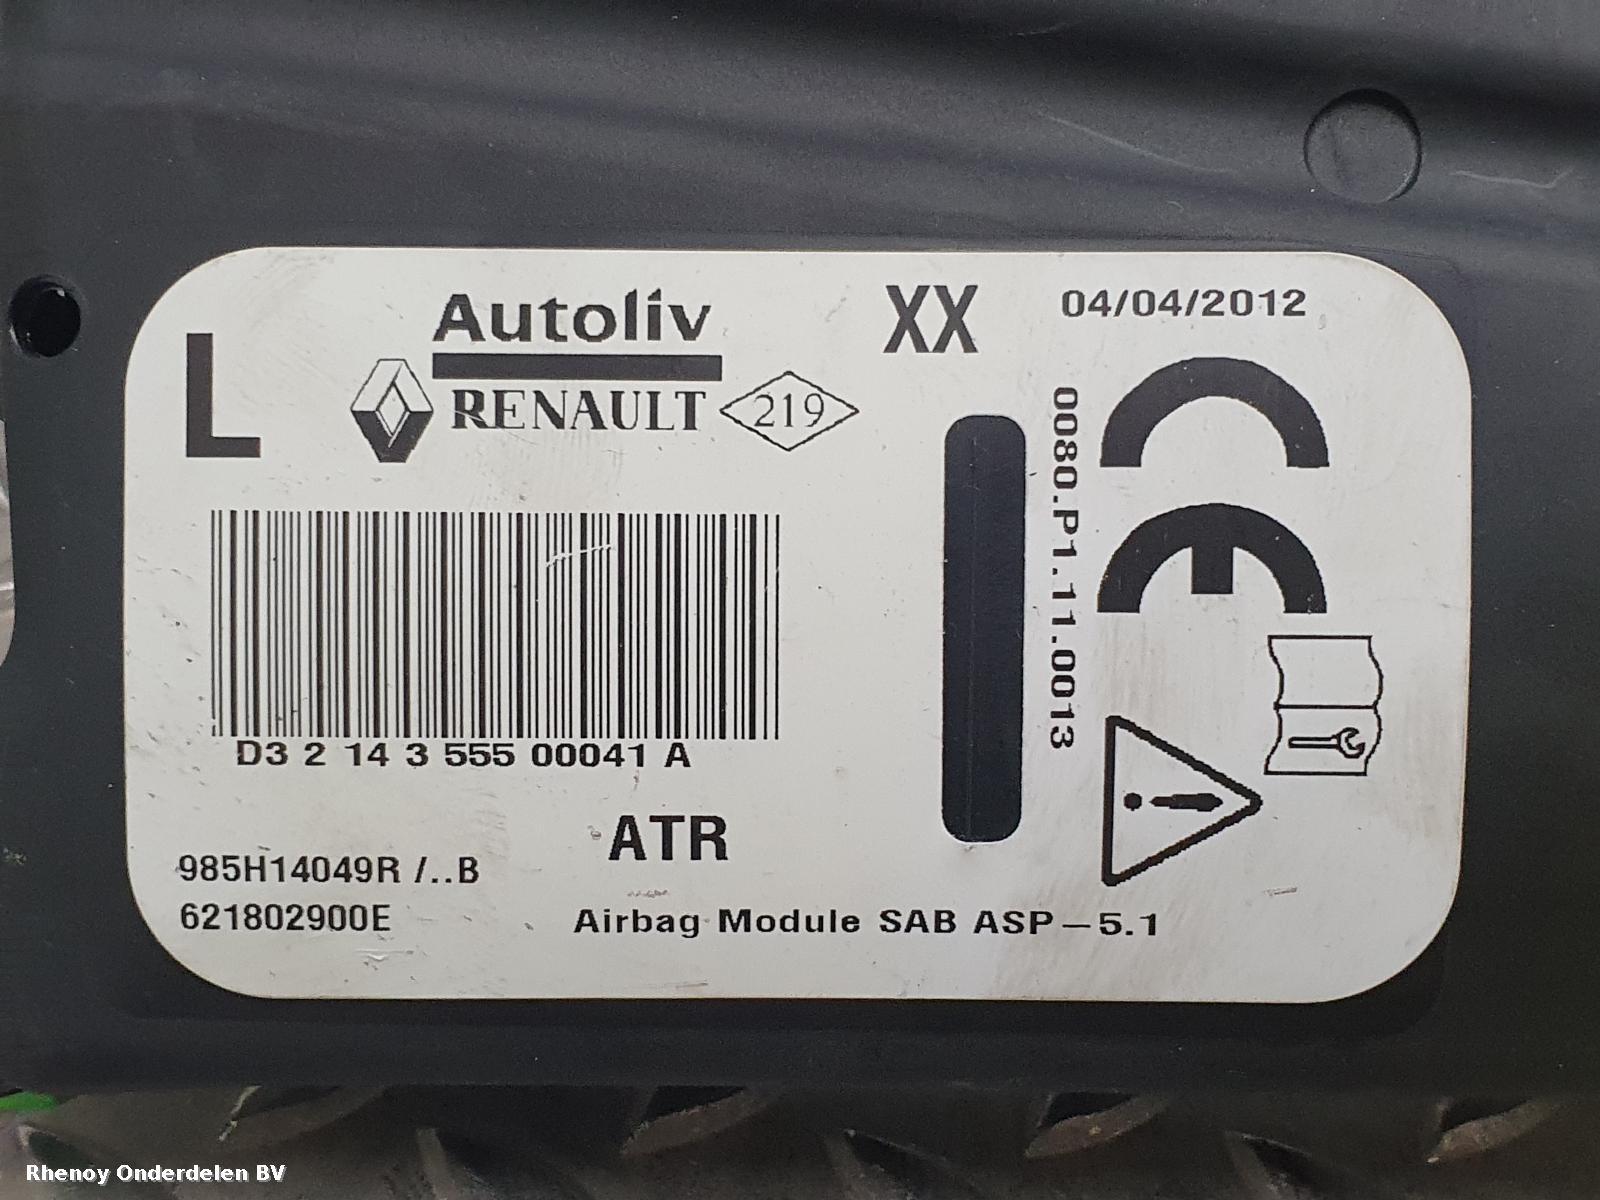 L
Autoliv
RENAULT
219
XX
04/04/2012
0080.P1.11.0013
CE
D3 2 14 3 555 00041 A
ATR
985H14049R /..B
621802900E
Airbag Module SAB ASP-5.1
Rhenoy Onderdelen BV